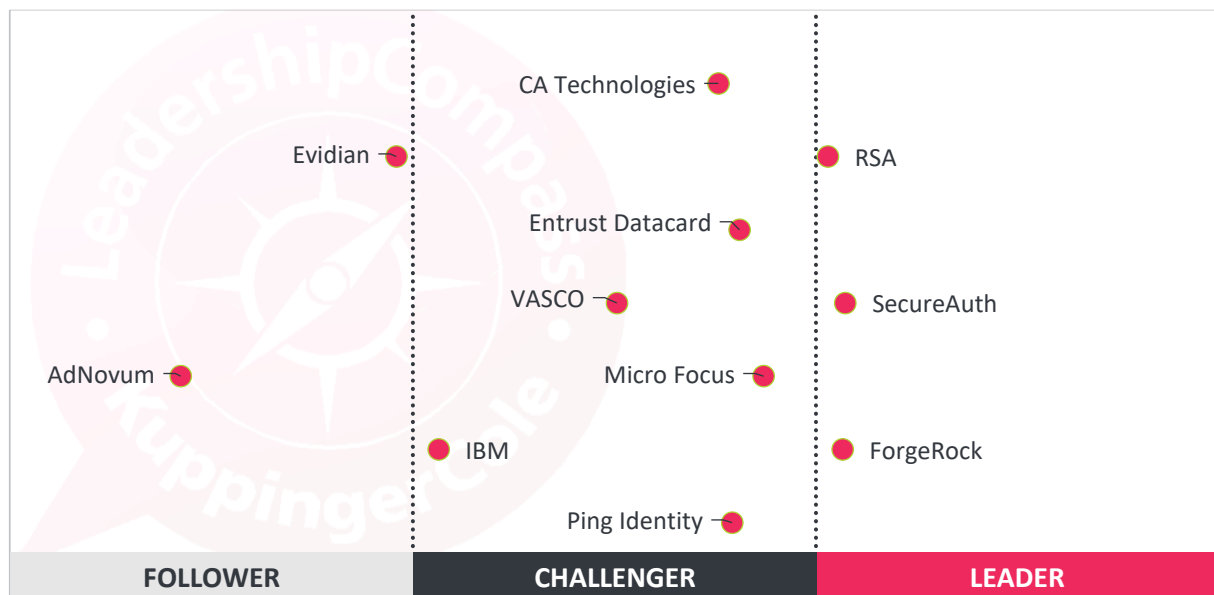 CA Technologies
Evidian
RSA
Entrust Datacard
VASCO
SecureAuth
AdNovum
Micro Focus
IBM
ForgeRock
Ping Identity
FOLLOWER
CHALLENGER
LEADER
LeadershipCompass
KuppingerCole